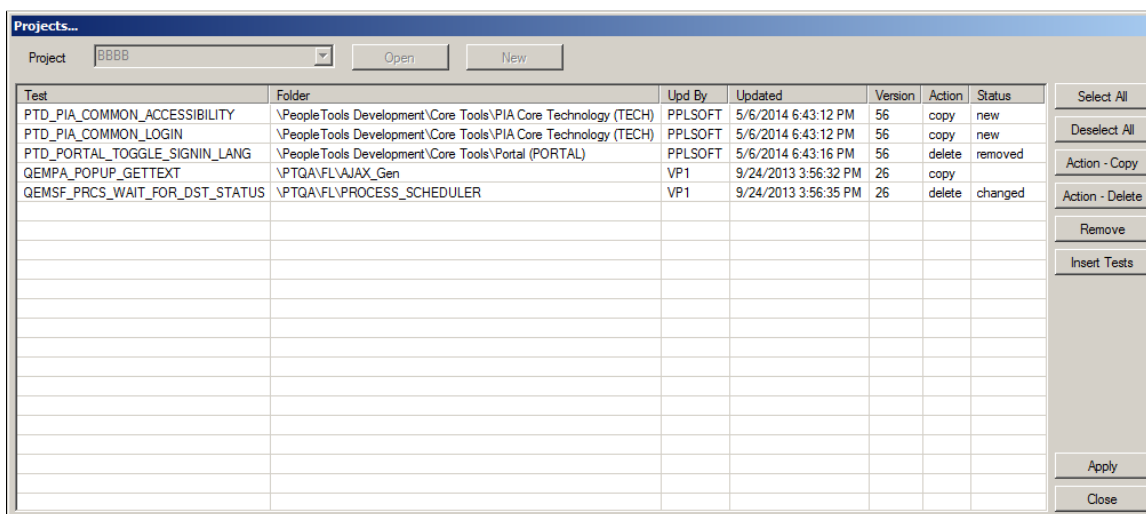 Projects...
Project BBBB Open New
Test Folder Upd By Updated Version Action Status
PTD_PIA_COMMON_ACCESSIBILITY \PeopleTools Development\Core Tools\PIA Core Technology (TECH) PPLSOFT 5/6/2014 6:43:12 PM 56 copy new
PTD_PIA_COMMON_LOGIN \PeopleTools Development\Core Tools\PIA Core Technology (TECH) PPLSOFT 5/6/2014 6:43:12 PM 56 copy new
PTD_PORTAL_TOGGLE_SIGNIN_LANG \PeopleTools Development\Core Tools\Portal (PORTAL) PPLSOFT 5/6/2014 6:43:16 PM 56 delete removed
QEMPA_POPUP_GETTEXT \PTQA\FL\AJAX_Gen VP1 9/24/2013 3:56:32 PM 26 copy
QEMSF_PRCS_WAIT_FOR_DST_STATUS \PTQA\FL\PROCESS_SCHEDULER VP1 9/24/2013 3:56:35 PM 26 delete changed
Select All
Deselect All
Action - Copy
Action - Delete
Remove
Insert Tests
Apply
Close